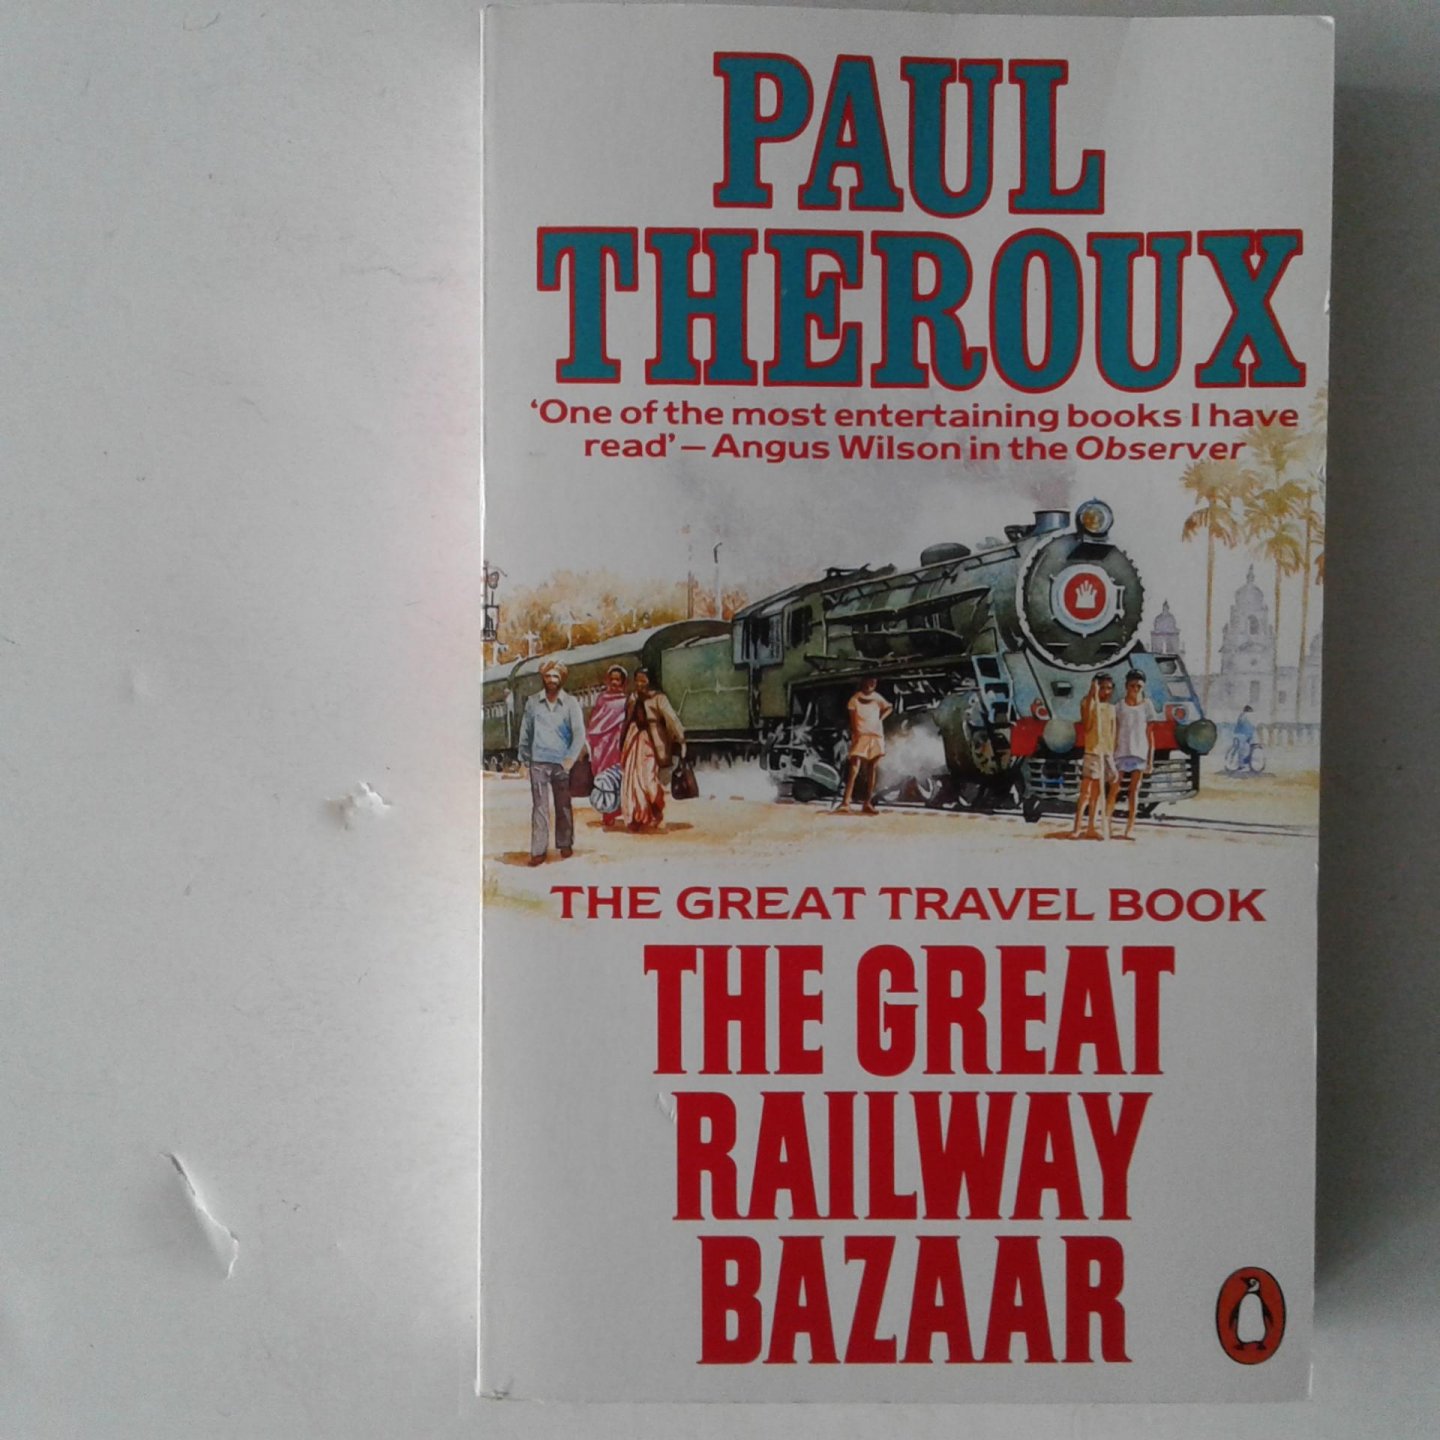 PAUL
THEROUX
‘One of the most entertaining books I have
read’ – Angus Wilson in the Observer
THE GREAT TRAVEL BOOK
THE GREAT
RAILWAY
BAZAAR